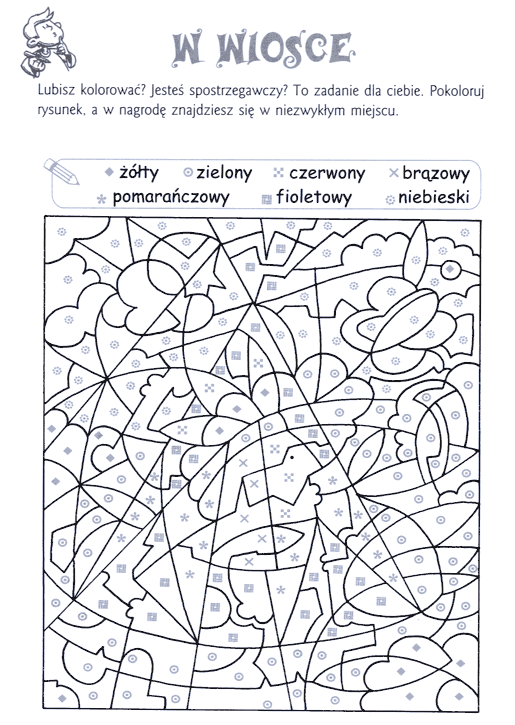 W WIOSCE
Lubisz kolorować? Jesteś spostrzegawczy? To zadanie dla ciebie. Pokoloruj
rysunek, a w nagrodę znajdziesz się w niezwykłym miejscu.
żółty zielony czerwony brązowy
pomarańczowy fioletowy niebieski